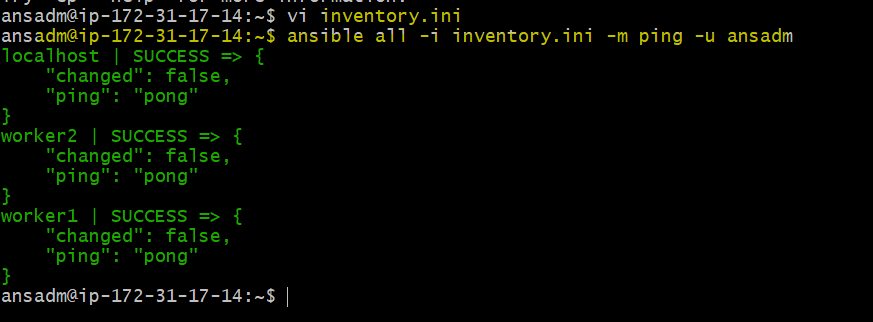 ansadm@ip-172-31-17-14:~$ vi inventory.ini
ansadm@ip-172-31-17-14:~$ ansible all -i inventory.ini -m ping -u ansadm
localhost | SUCCESS => {
    "changed": false,
    "ping": "pong"
}
worker2 | SUCCESS => {
    "changed": false,
    "ping": "pong"
}
worker1 | SUCCESS => {
    "changed": false,
    "ping": "pong"
}
ansadm@ip-172-31-17-14:~$